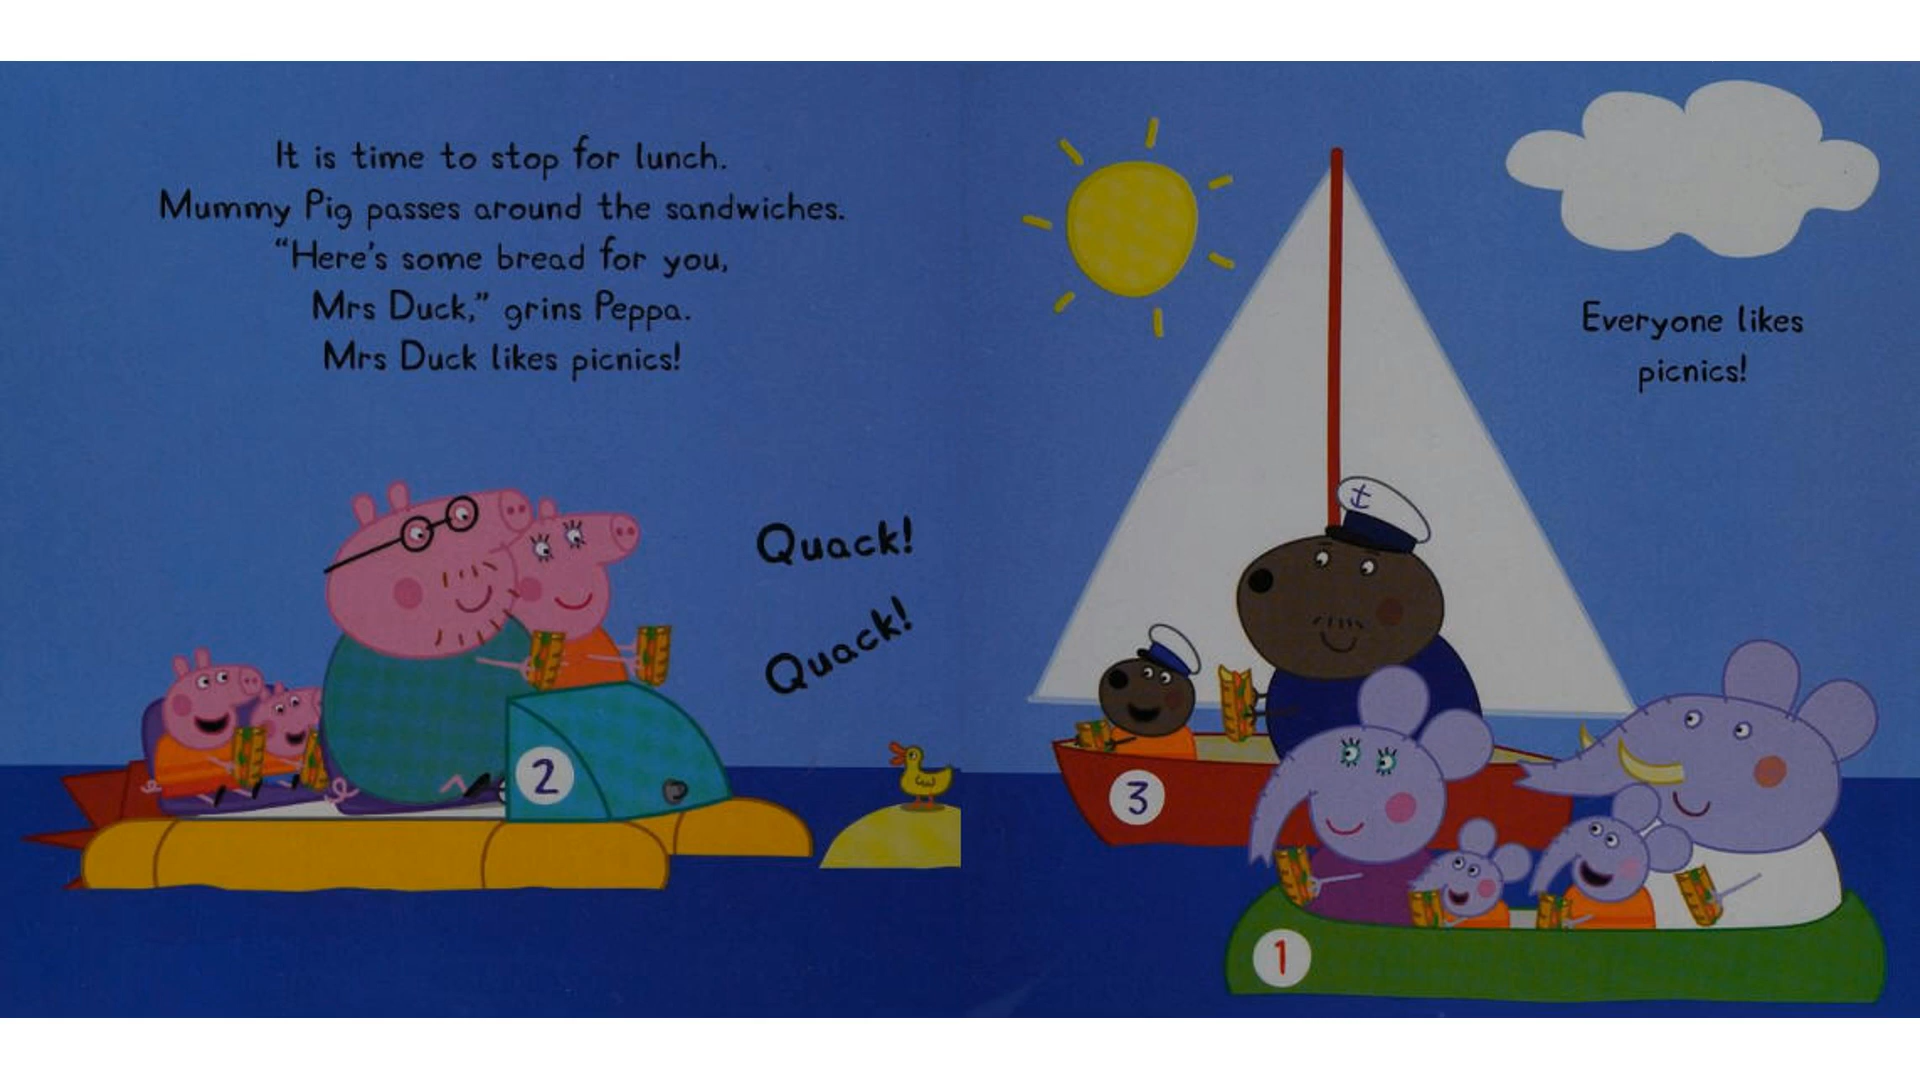 It is time to stop for lunch.
Mummy Pig passes around the sandwiches.
“Here's some bread for you,
Mrs Duck,” grins Peppa.
Mrs Duck likes picnics!
Quack!
Quack!
2
Everyone likes
picnics!
3
1